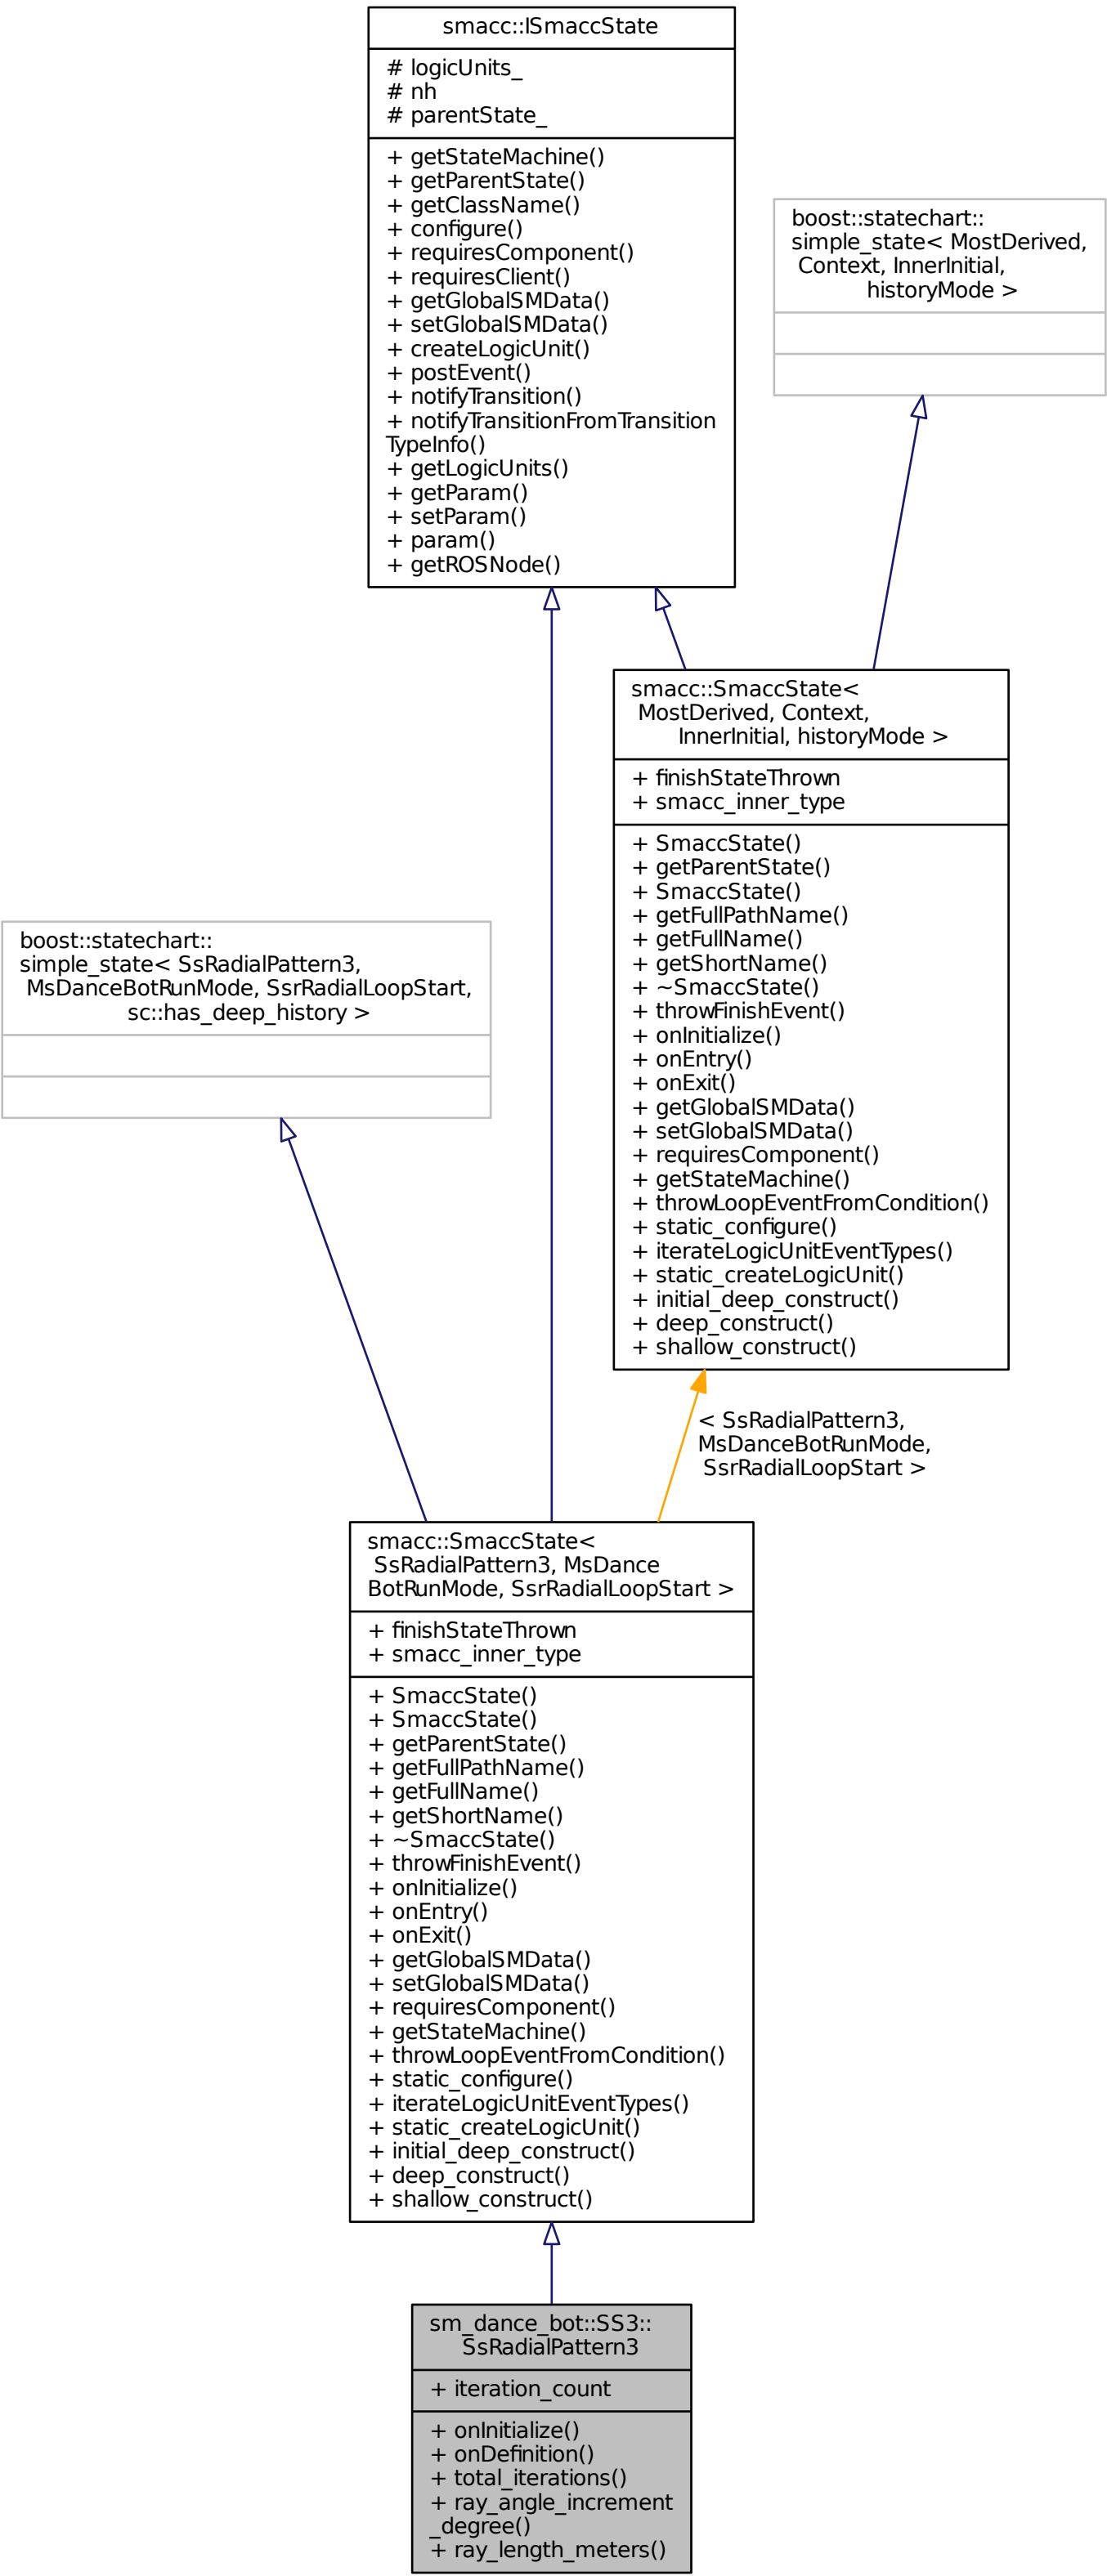 smacc::ISmaccState
# logicUnits_
# nh
# parentState_
+ getStateMachine()
+ getParentState()
+ getClassName()
+ configure()
+ requiresComponent()
+ requiresClient()
+ getGlobalSMData()
+ setGlobalSMData()
+ createLogicUnit()
+ postEvent()
+ notifyTransition()
+ notifyTransitionFromTransition
TypeInfo()
+ getLogicUnits()
+ getParam()
+ setParam()
+ param()
+ getROSNode()
boost::statechart::
simple_state< MostDerived,
Context, InnerInitial,
historyMode >
smacc::SmaccState<
MostDerived, Context,
InnerInitial, historyMode >
+ finishStateThrown
+ smacc_inner_type
+ SmaccState()
+ getParentState()
+ SmaccState()
+ getFullPathName()
+ getFullName()
+ getShortName()
+ ~SmaccState()
+ throwFinishEvent()
+ onInitialize()
+ onEntry()
+ onExit()
+ getGlobalSMData()
+ setGlobalSMData()
+ requiresComponent()
+ getStateMachine()
+ throwLoopEventFromCondition()
+ static_configure()
+ iterateLogicUnitEventTypes()
+ static_createLogicUnit()
+ initial_deep_construct()
+ deep_construct()
+ shallow_construct()
boost::statechart::
simple_state< SsRadialPattern3,
MsDanceBotRunMode, SsrRadialLoopStart,
sc::has_deep_history >
< SsRadialPattern3,
MsDanceBotRunMode,
SsrRadialLoopStart >
smacc::SmaccState<
SsRadialPattern3, MsDance
BotRunMode, SsrRadialLoopStart >
+ finishStateThrown
+ smacc_inner_type
+ SmaccState()
+ SmaccState()
+ getParentState()
+ getFullPathName()
+ getFullName()
+ getShortName()
+ ~SmaccState()
+ throwFinishEvent()
+ onInitialize()
+ onEntry()
+ onExit()
+ getGlobalSMData()
+ setGlobalSMData()
+ requiresComponent()
+ getStateMachine()
+ throwLoopEventFromCondition()
+ static_configure()
+ iterateLogicUnitEventTypes()
+ static_createLogicUnit()
+ initial_deep_construct()
+ deep_construct()
+ shallow_construct()
sm_dance_bot::SS3::
SsRadialPattern3
+ iteration_count
+ onInitialize()
+ onDefinition()
+ total_iterations()
+ ray_angle_increment
_degree()
+ ray_length_meters()